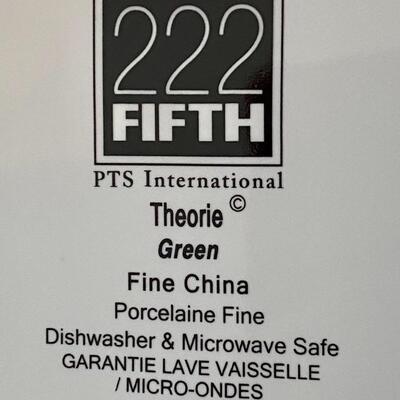 222
FIFTH
PTS International
Theorie ©
Green
Fine China
Porcelaine Fine
Dishwasher & Microwave Safe
GARANTIE LAVE VAISSELLE
/ MICRO-ONDES